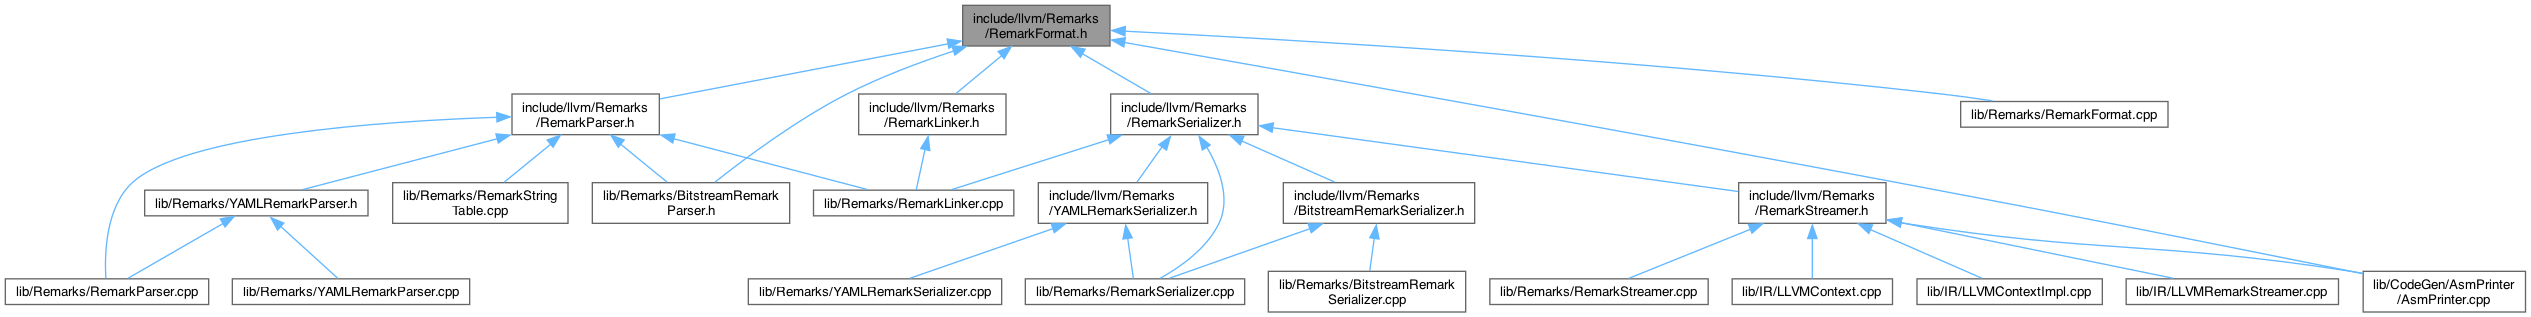 include/llvm/Remarks
/RemarkFormat.h
include/llvm/Remarks
/RemarkParser.h
include/llvm/Remarks
/RemarkLinker.h
include/llvm/Remarks
/RemarkSerializer.h
lib/Remarks/RemarkFormat.cpp
lib/Remarks/YAMLRemarkParser.h
lib/Remarks/RemarkString
Table.cpp
lib/Remarks/BitstreamRemark
Parser.h
lib/Remarks/RemarkLinker.cpp
include/llvm/Remarks
/YAMLRemarkSerializer.h
include/llvm/Remarks
/BitstreamRemarkSerializer.h
include/llvm/Remarks
/RemarkStreamer.h
lib/Remarks/RemarkParser.cpp
lib/Remarks/YAMLRemarkParser.cpp
lib/Remarks/YAMLRemarkSerializer.cpp
lib/Remarks/RemarkSerializer.cpp
lib/Remarks/BitstreamRemark
Serializer.cpp
lib/Remarks/RemarkStreamer.cpp
lib/IR/LLVMContext.cpp
lib/IR/LLVMContextImpl.cpp
lib/IR/LLVMRemarkStreamer.cpp
lib/CodeGen/AsmPrinter
/AsmPrinter.cpp